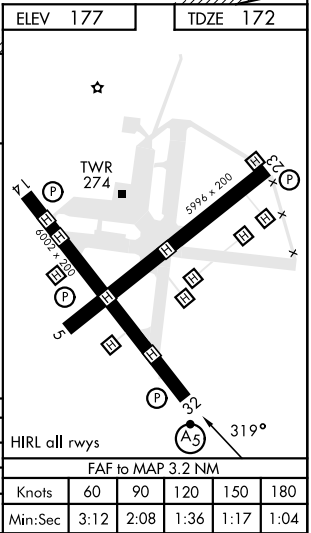 ELEV 177
TDZE 172
TWR
274
P
H
23
P
5996 x 200
14
P
H
H
H
H
6002 x 200
H
H
H
P
H
H
H
5
H
H
P
32
A5
319°
HIRL all rwys
FAF to MAP 3.2 NM
Knots 60 90 120 150 180
Min:Sec 3:12 2:08 1:36 1:17 1:04